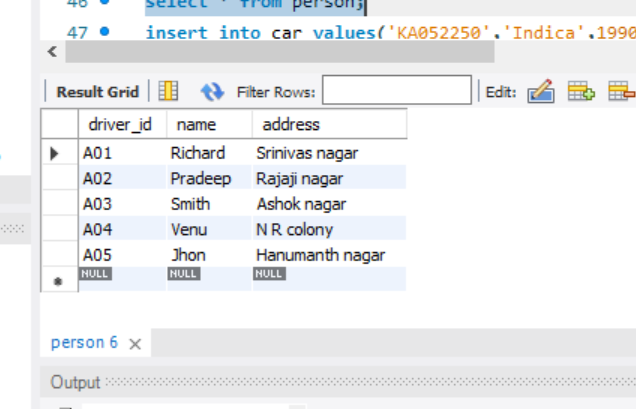 46 select * from person;
47 insert into car values('KA052250','Indica',1990
Result Grid Filter Rows: Edit:
driver_id name address
A01 Richard Srinivas nagar
A02 Pradeep Rajaji nagar
A03 Smith Ashok nagar
A04 Venu N R colony
A05 Jhon Hanumanth nagar
NULL NULL NULL
person 6
Output